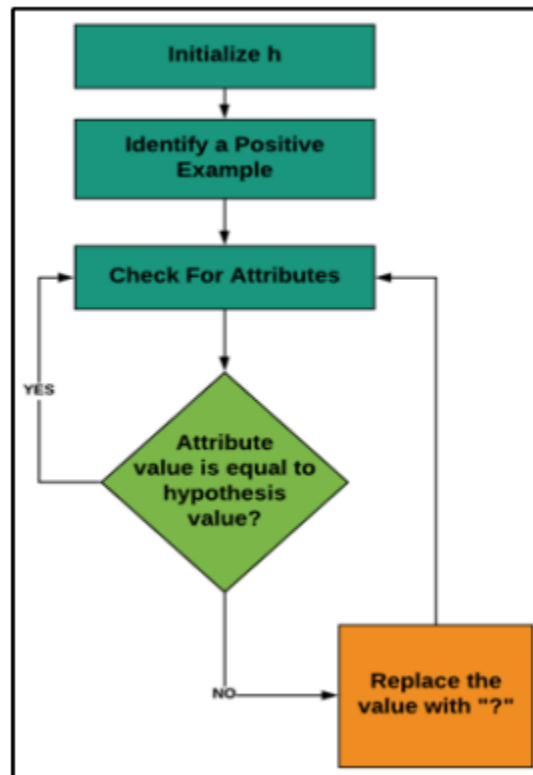 Initialize h
Identify a Positive
Example
Check For Attributes
YES
Attribute
value is equal to
hypothesis
value?
NO
Replace the
value with "?"